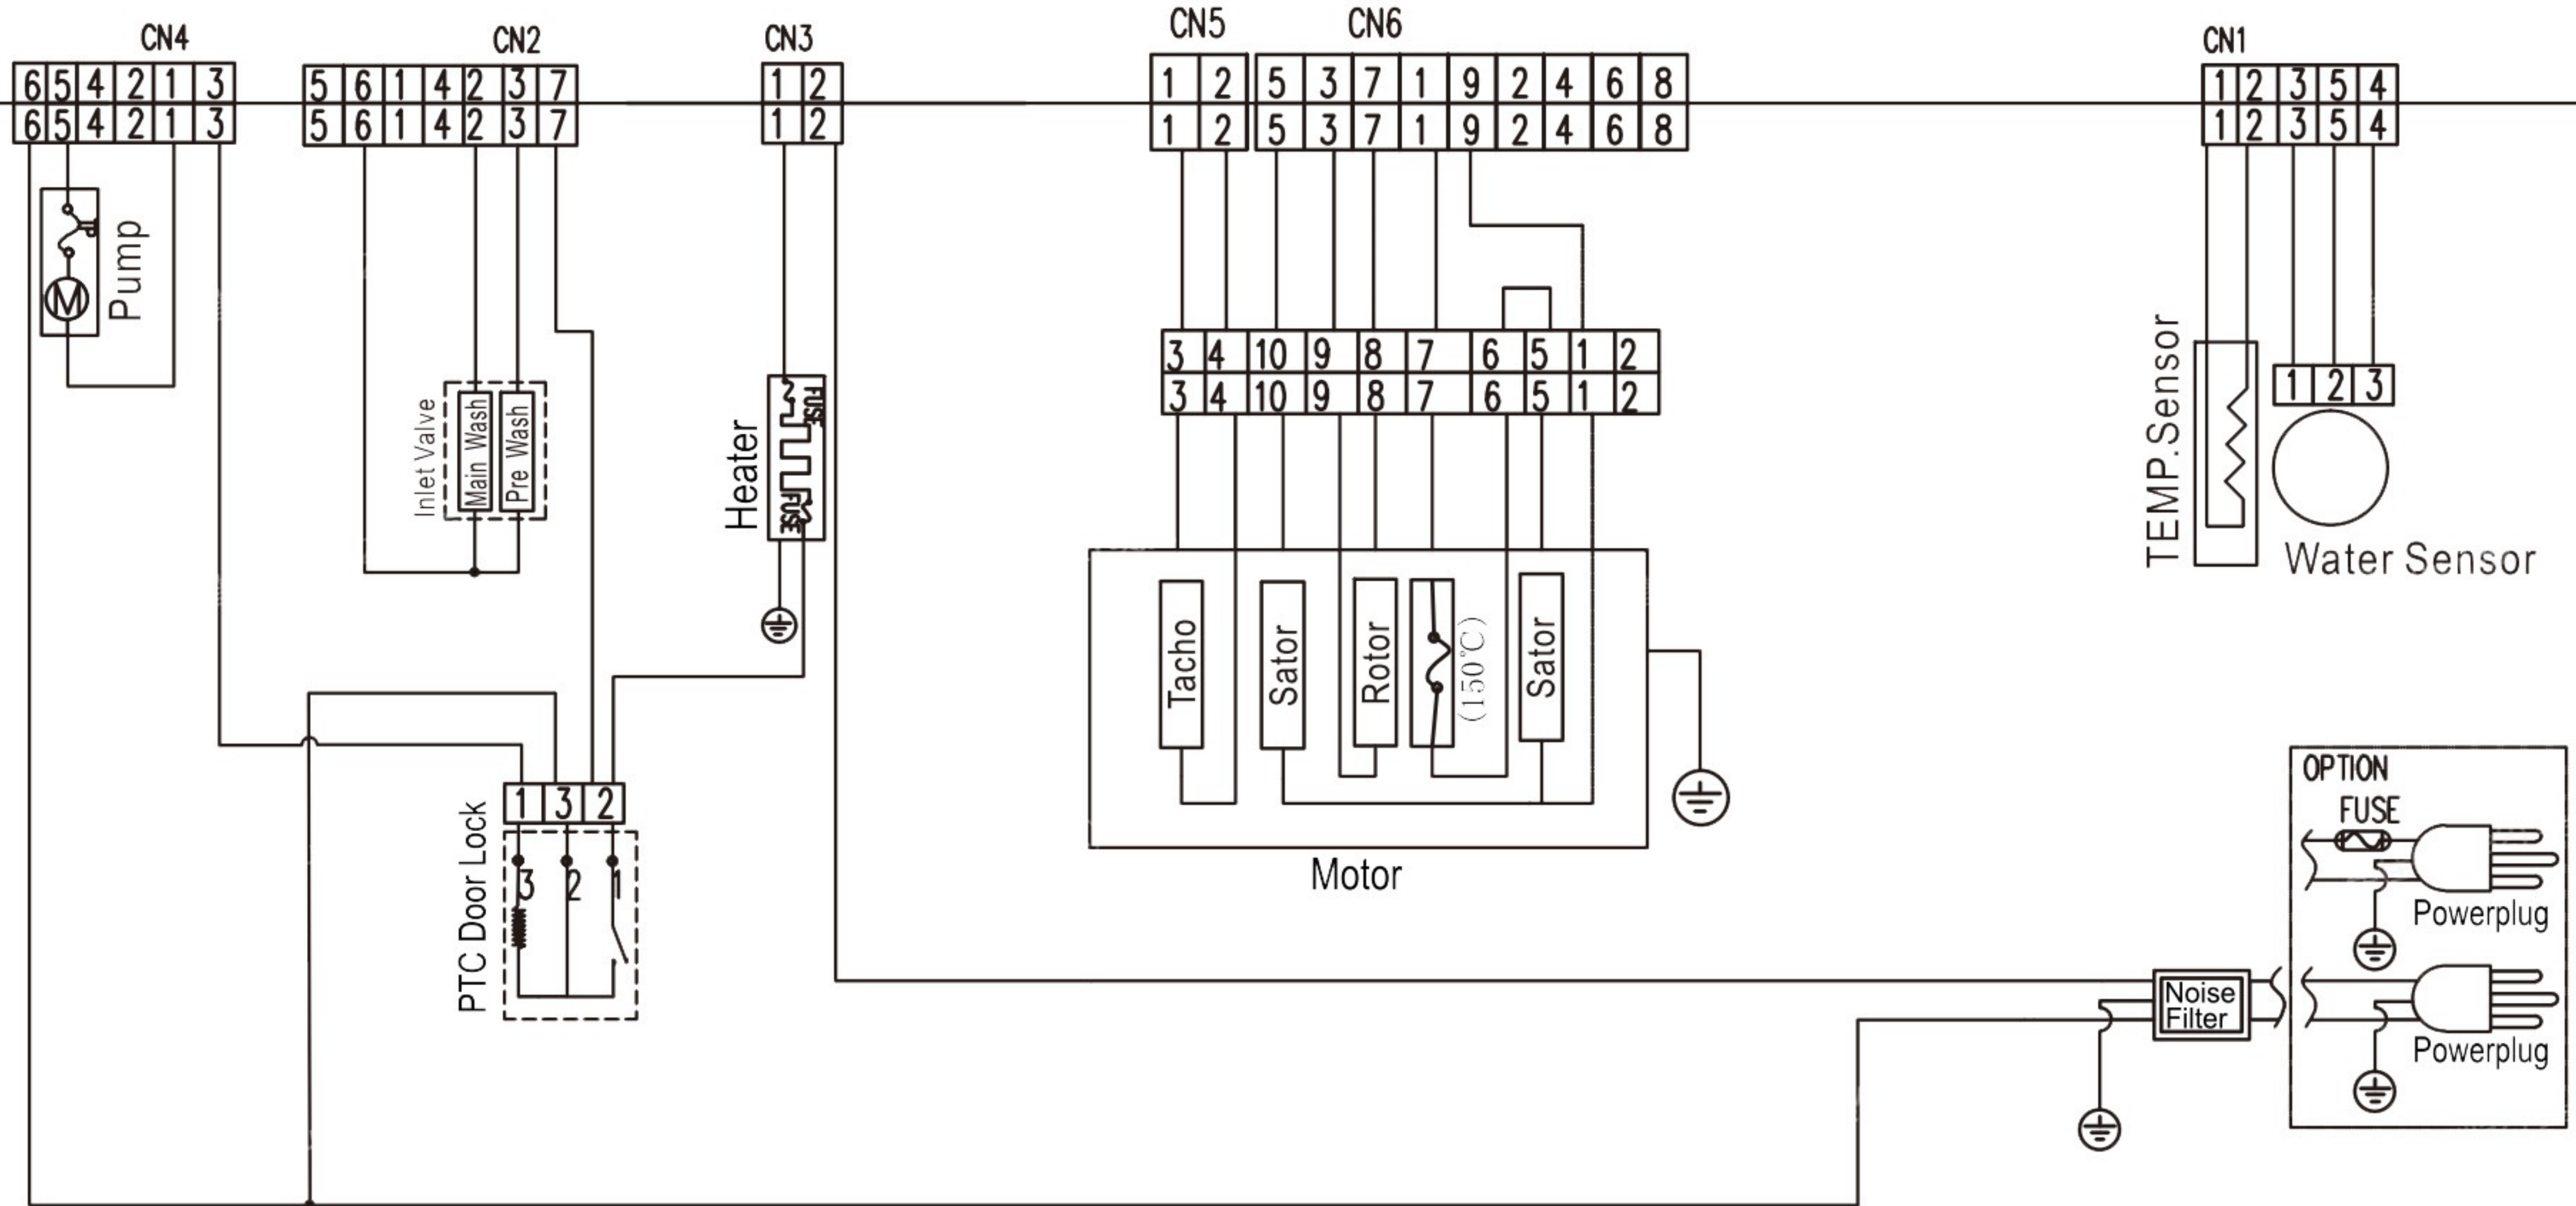 CN4
CN2
CN3
CN5
CN6
CN1
6 5 4 2 1 3
6 5 4 2 1 3
5 6 1 4 2 3 7
5 6 1 4 2 3 7
1 2
1 2
1 2
1 2
5 3 7 1 9 2 4 6 8
5 3 7 1 9 2 4 6 8
1 2 3 5 4
1 2 3 5 4
M
Pump
Inlet Valve
Main Wash
Pre Wash
Heater
FUSE
FUSE
3 4 10 9 8 7 6 5 1 2
3 4 10 9 8 7 6 5 1 2
Tacho
Sator
Rotor
(150℃)
Sator
Motor
TEMP.Sensor
1 2 3
Water Sensor
1 3 2
3 2 1
PTC Door Lock
Noise
Filter
OPTION
FUSE
Powerplug
Powerplug